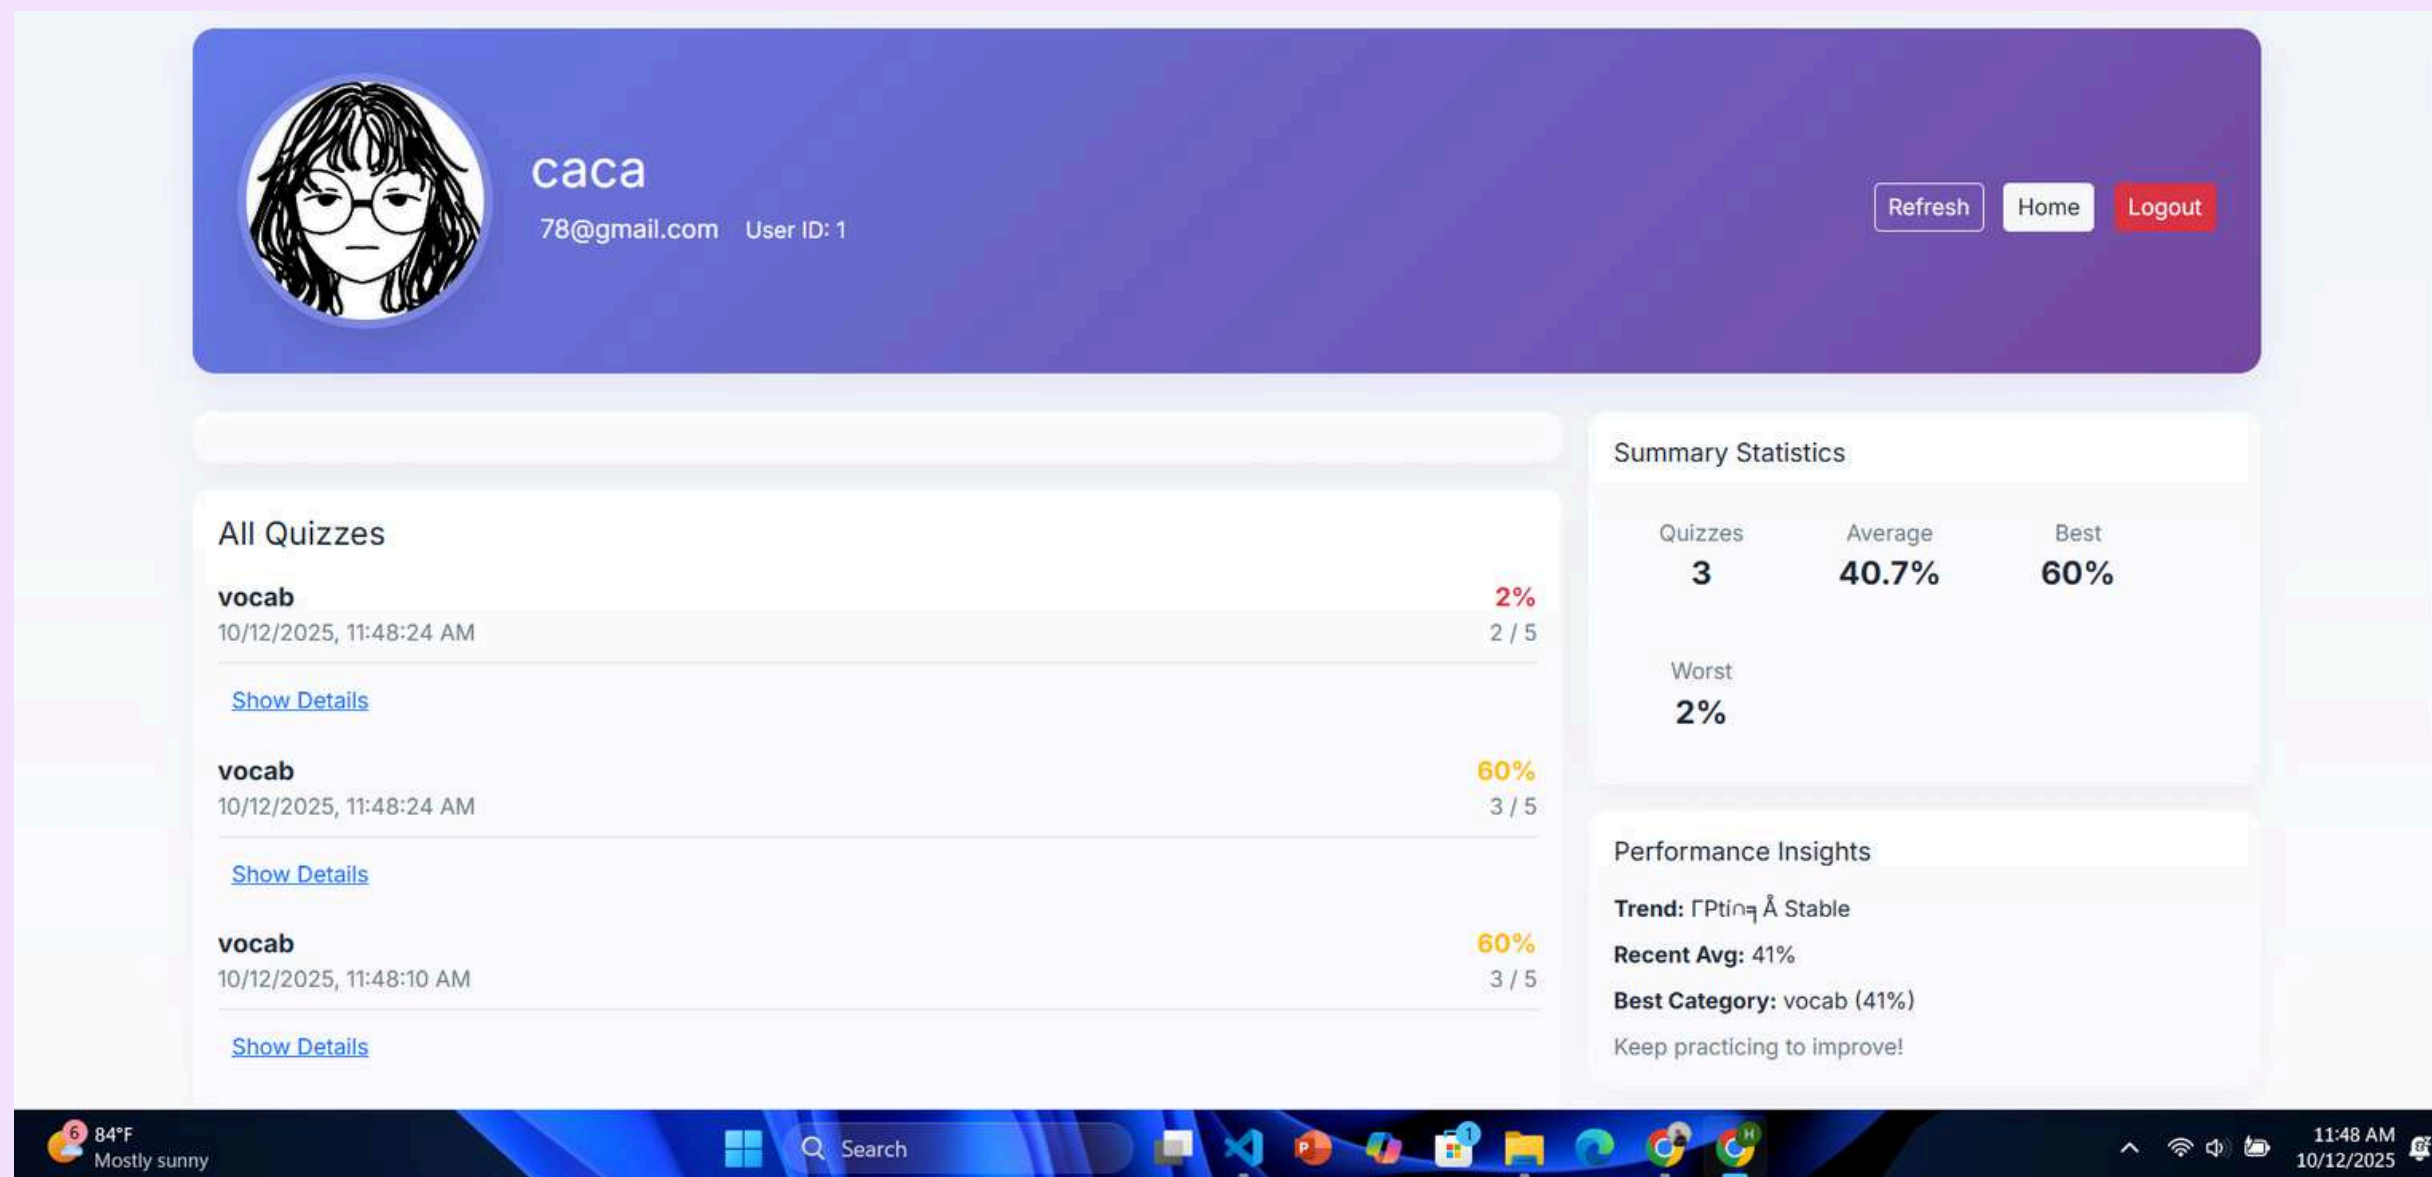 caca
78@gmail.com User ID: 1
Refresh Home Logout
All Quizzes
vocab 2%
10/12/2025, 11:48:24 AM 2 / 5
Show Details
vocab 60%
10/12/2025, 11:48:24 AM 3 / 5
Show Details
vocab 60%
10/12/2025, 11:48:10 AM 3 / 5
Show Details
Summary Statistics
Quizzes Average Best
3 40.7% 60%
Worst
2%
Performance Insights
Trend: Stable
Recent Avg: 41%
Best Category: vocab (41%)
Keep practicing to improve!
6
84°F
Mostly sunny
Search
1
H
11:48 AM
10/12/2025